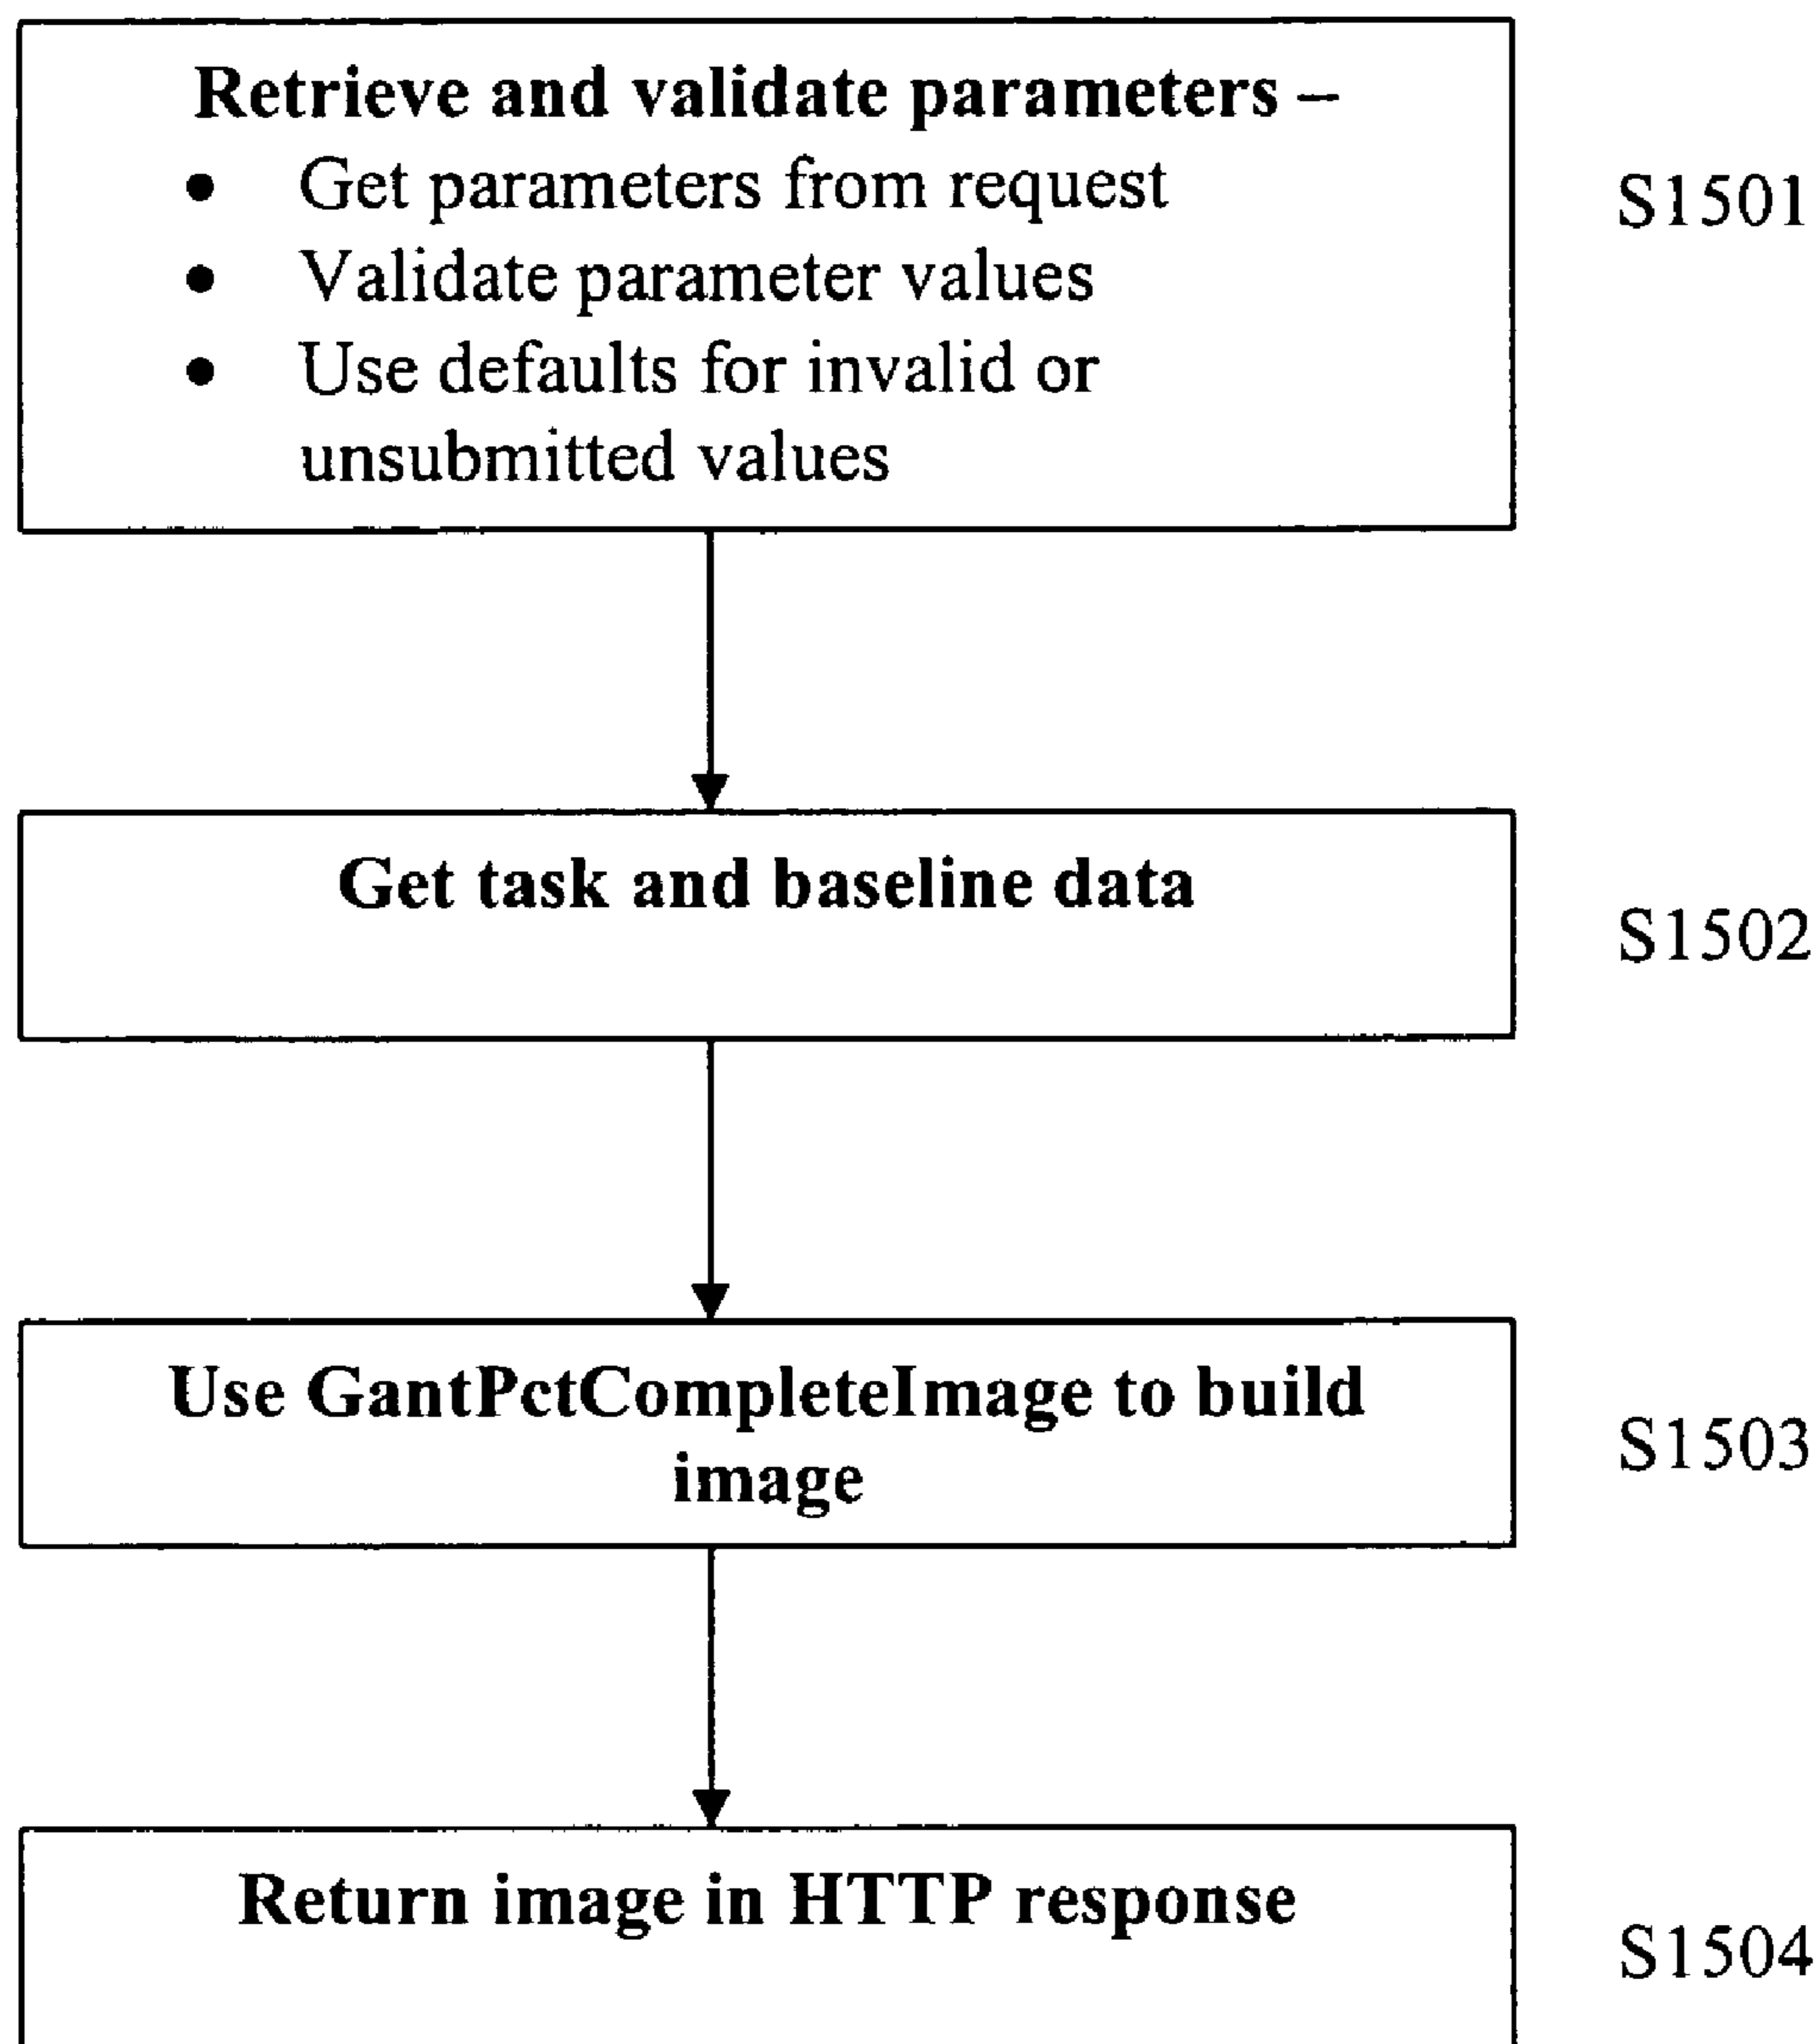 Retrieve and validate parameters –
• Get parameters from request
• Validate parameter values
• Use defaults for invalid or
unsubmitted values
S1501
Get task and baseline data
S1502
Use GantPctCompleteImage to build
image
S1503
Return image in HTTP response
S1504